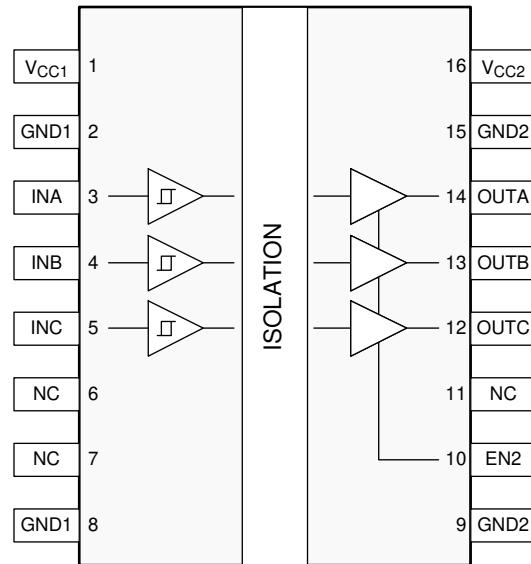 VCC1 1 16 VCC2
GND1 2 15 GND2
INA 3 14 OUTA
INB 4 13 OUTB
INC 5 12 OUTC
NC 6 11 NC
NC 7 10 EN2
GND1 8 9 GND2
ISOLATION